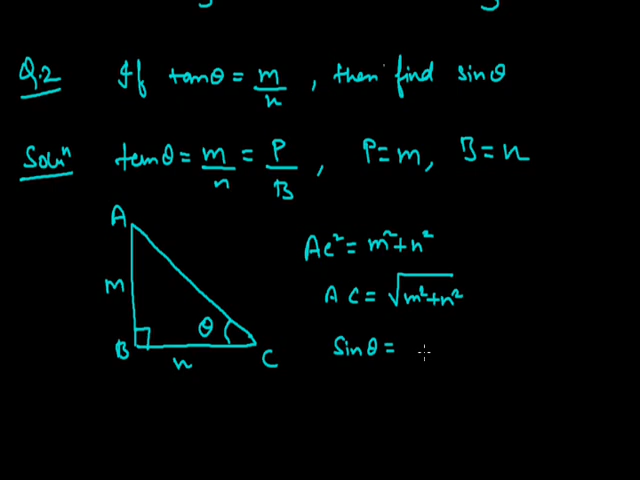 Q.2 If tanθ = m/n, then find sinθ
Solⁿ tanθ = m/n = P/B, P=m, B=n
A
AC² = m²+n²
m
AC = √m²+n²
θ
B
C
sinθ =
n